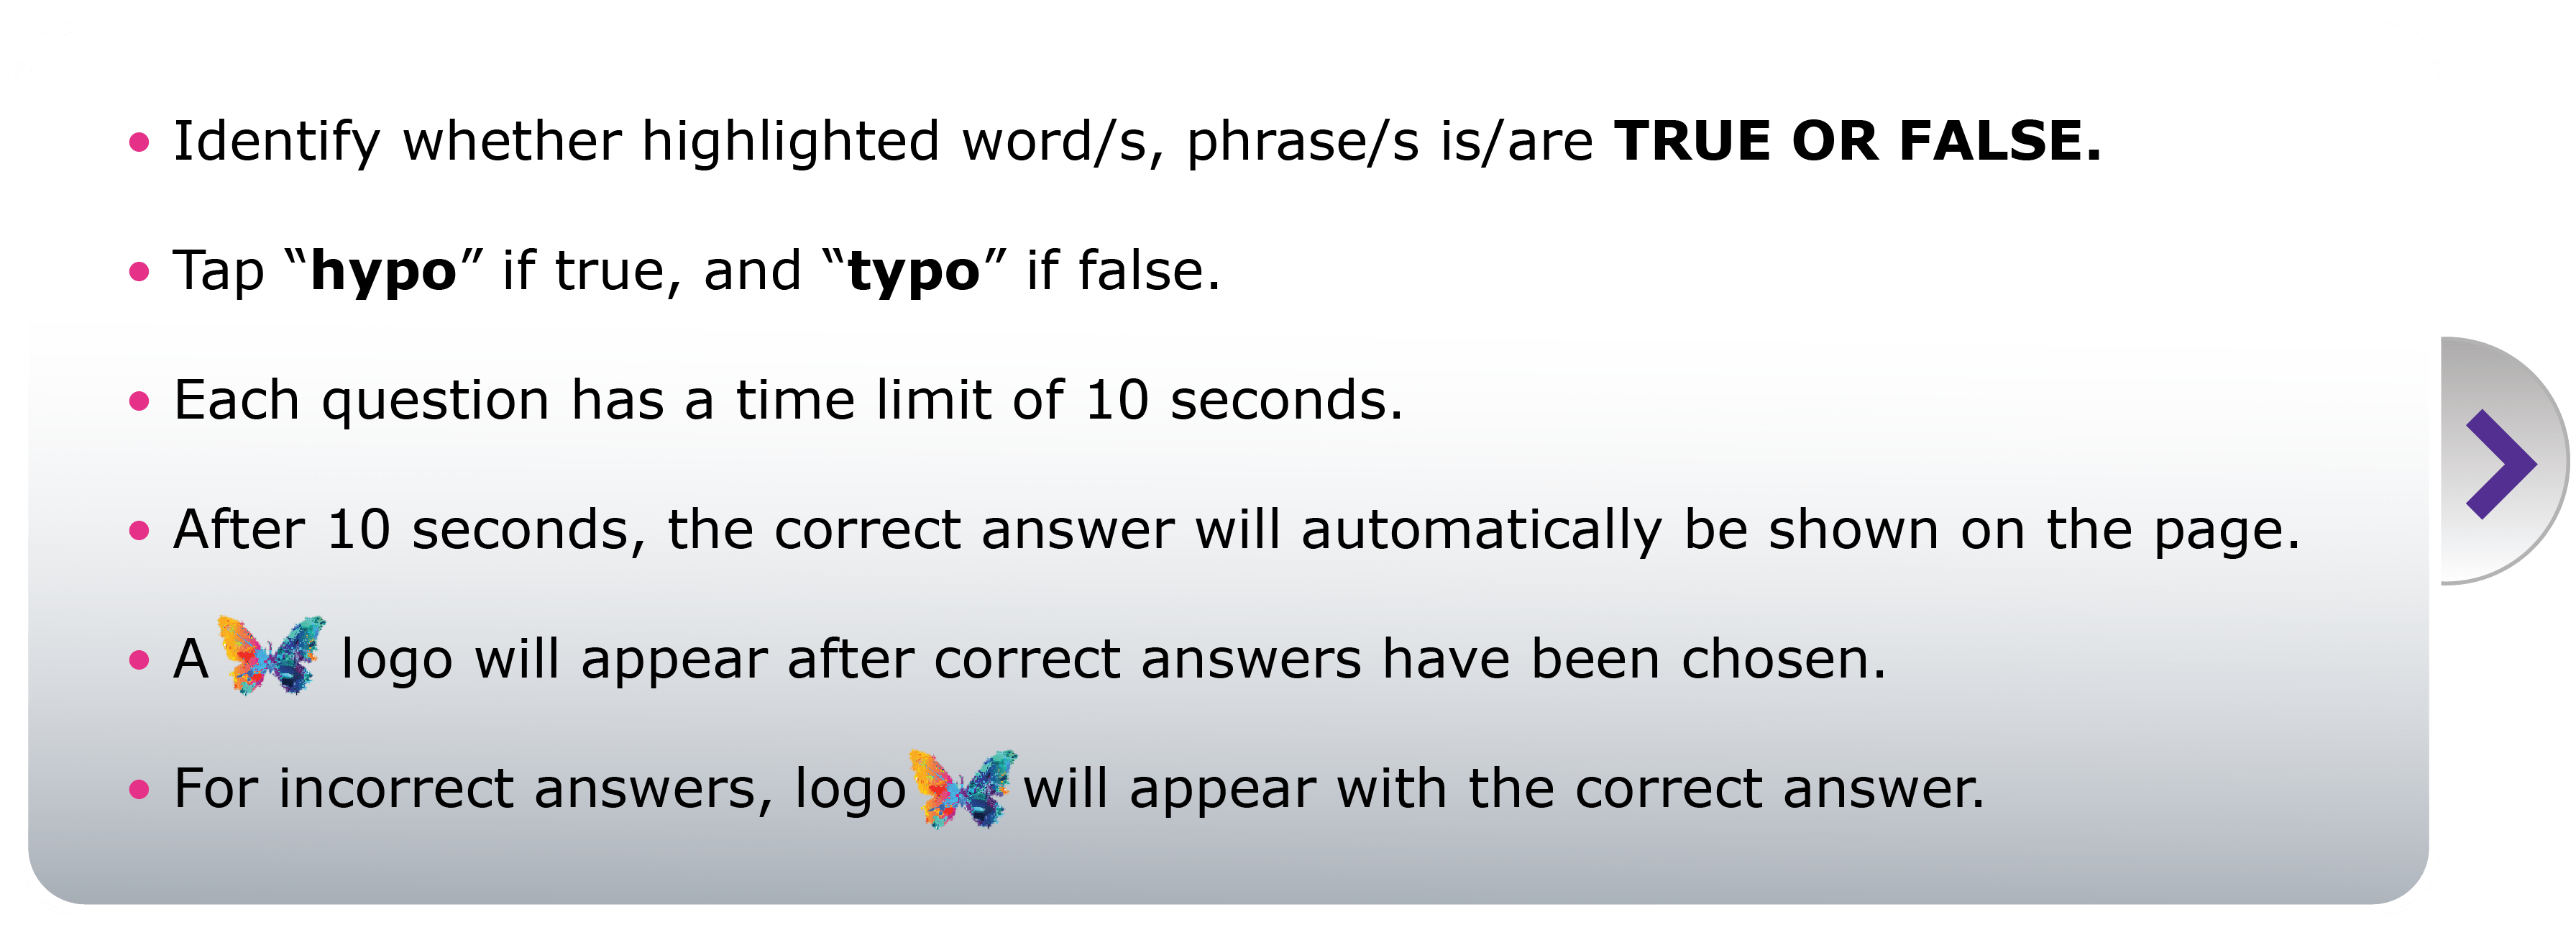 • Identify whether highlighted word/s, phrase/s is/are TRUE OR FALSE.
• Tap “hypo” if true, and “typo” if false.
• Each question has a time limit of 10 seconds.
• After 10 seconds, the correct answer will automatically be shown on the page.
• A logo will appear after correct answers have been chosen.
• For incorrect answers, logo will appear with the correct answer.